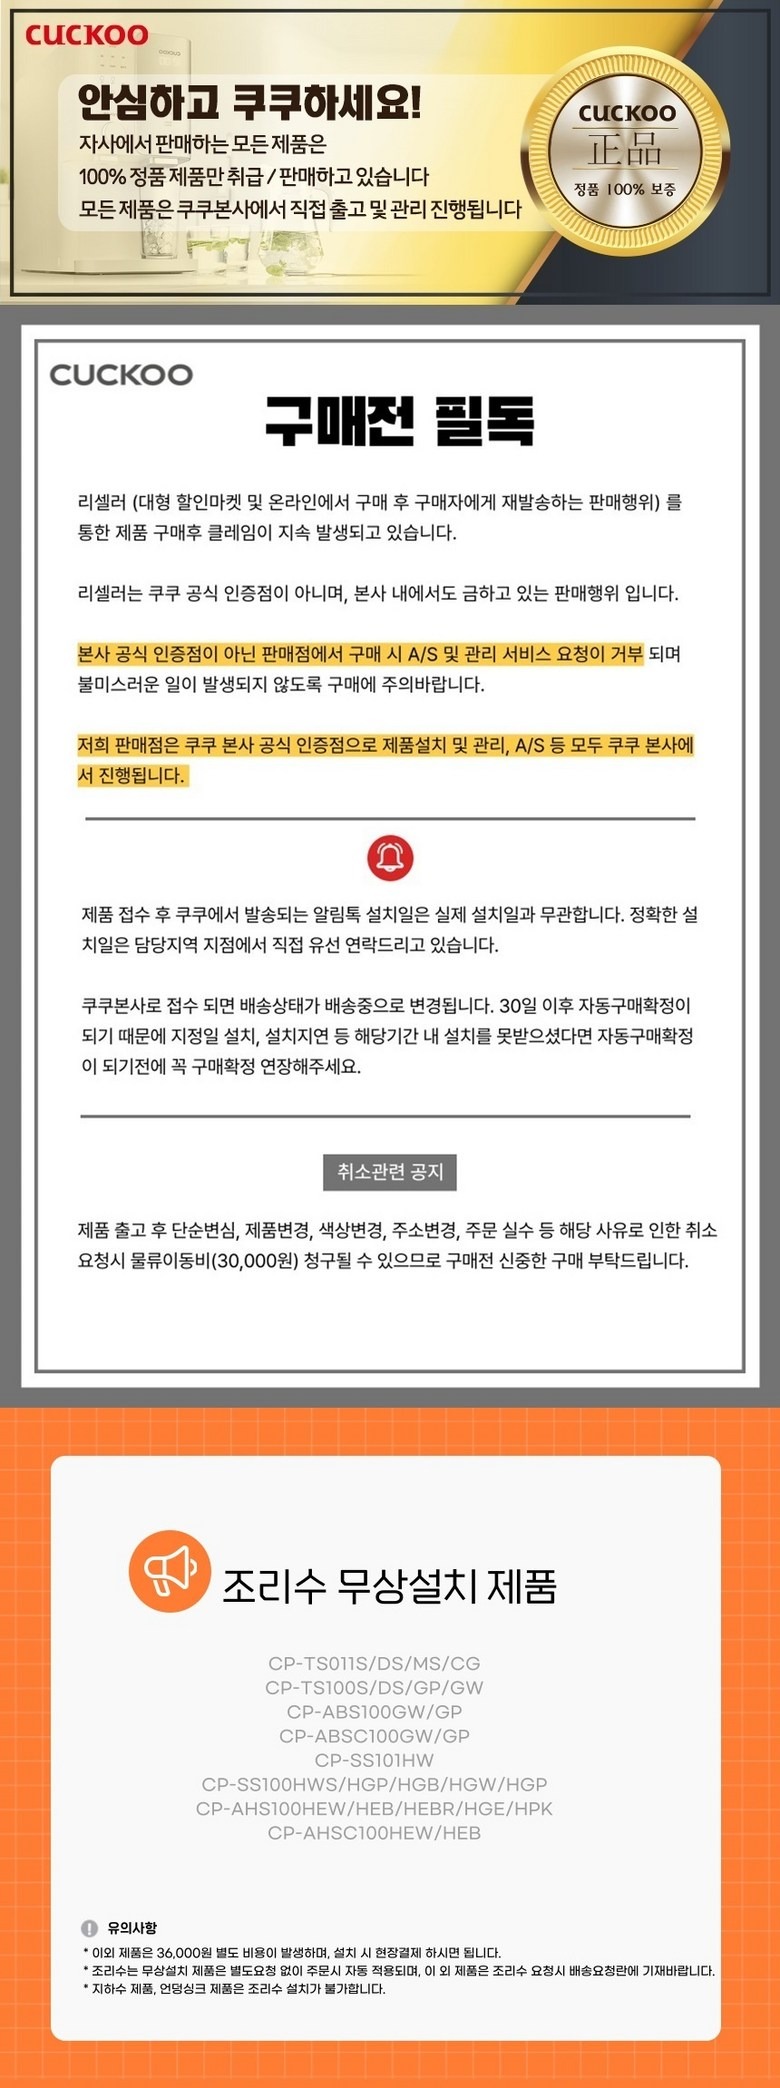 CUCKOO
안심하고 쿠쿠하세요!
자사에서 판매하는 모든 제품은
100% 정품 제품만 취급 / 판매하고 있습니다
모든 제품은 쿠쿠본사에서 직접 출고 및 관리 진행됩니다
CUCKOO
正品
정품 100% 보증
CUCKOO
구매전 필독
리셀러 (대형 할인마켓 및 온라인에서 구매 후 구매자에게 재발송하는 판매행위) 를
통한 제품 구매후 클레임이 지속 발생되고 있습니다.
리셀러는 쿠쿠 공식 인증점이 아니며, 본사 내에서도 금하고 있는 판매행위 입니다.
본사 공식 인증점이 아닌 판매점에서 구매 시 A/S 및 관리 서비스 요청이 거부 되며
불미스러운 일이 발생되지 않도록 구매에 주의바랍니다.
저희 판매점은 쿠쿠 본사 공식 인증점으로 제품설치 및 관리, A/S 등 모두 쿠쿠 본사에
서 진행됩니다.
제품 접수 후 쿠쿠에서 발송되는 알림톡 설치일은 실제 설치일과 무관합니다. 정확한 설
치일은 담당지역 지점에서 직접 유선 연락드리고 있습니다.
쿠쿠본사로 접수 되면 배송상태가 배송중으로 변경됩니다. 30일 이후 자동구매확정이
되기 때문에 지정일 설치, 설치지연 등 해당기간 내 설치를 못받으셨다면 자동구매확정
이 되기전에 꼭 구매확정 연장해주세요.
취소관련 공지
제품 출고 후 단순변심, 제품변경, 색상변경, 주소변경, 주문 실수 등 해당 사유로 인한 취소
요청시 물류이동비(30,000원) 청구될 수 있으므로 구매전 신중한 구매 부탁드립니다.
조리수 무상설치 제품
CP-TS011S/DS/MS/CG
CP-TS100S/DS/GP/GW
CP-ABS100GW/GP
CP-ABSC100GW/GP
CP-SS101HW
CP-SS100HWS/HGP/HGB/HGW/HGP
CP-AHS100HEW/HEB/HEBR/HGE/HPK
CP-AHSC100HEW/HEB
! 유의사항
* 이외 제품은 36,000원 별도 비용이 발생하며, 설치 시 현장결제 하시면 됩니다.
* 조리수는 무상설치 제품은 별도요청 없이 주문시 자동 적용되며, 이 외 제품은 조리수 요청시 배송요청란에 기재바랍니다.
* 지하수 제품, 언덩싱크 제품은 조리수 설치가 불가합니다.